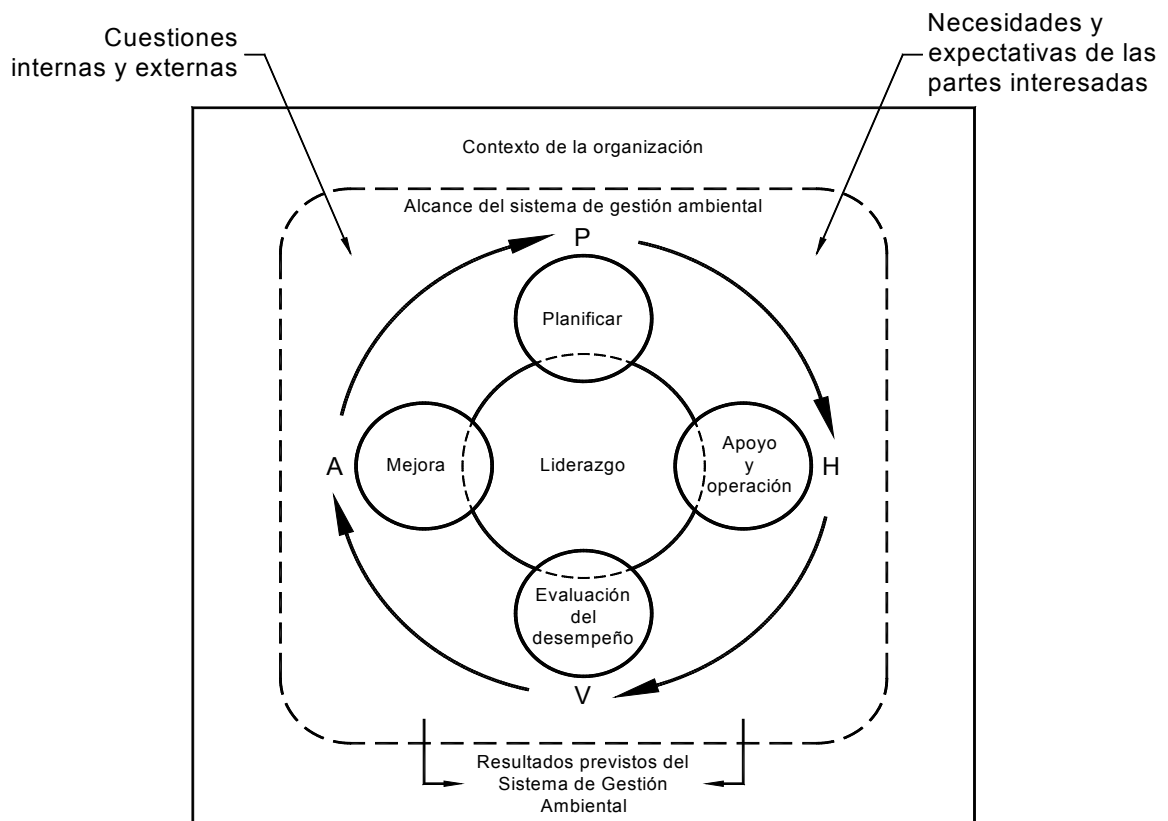 Cuestiones
internas y externas
Necesidades y
expectativas de las
partes interesadas
Contexto de la organización
Alcance del sistema de gestión ambiental
P
Planificar
A
Mejora
Liderazgo
Apoyo
y
operación
H
Evaluación
del
desempeño
V
Resultados previstos del
Sistema de Gestión
Ambiental